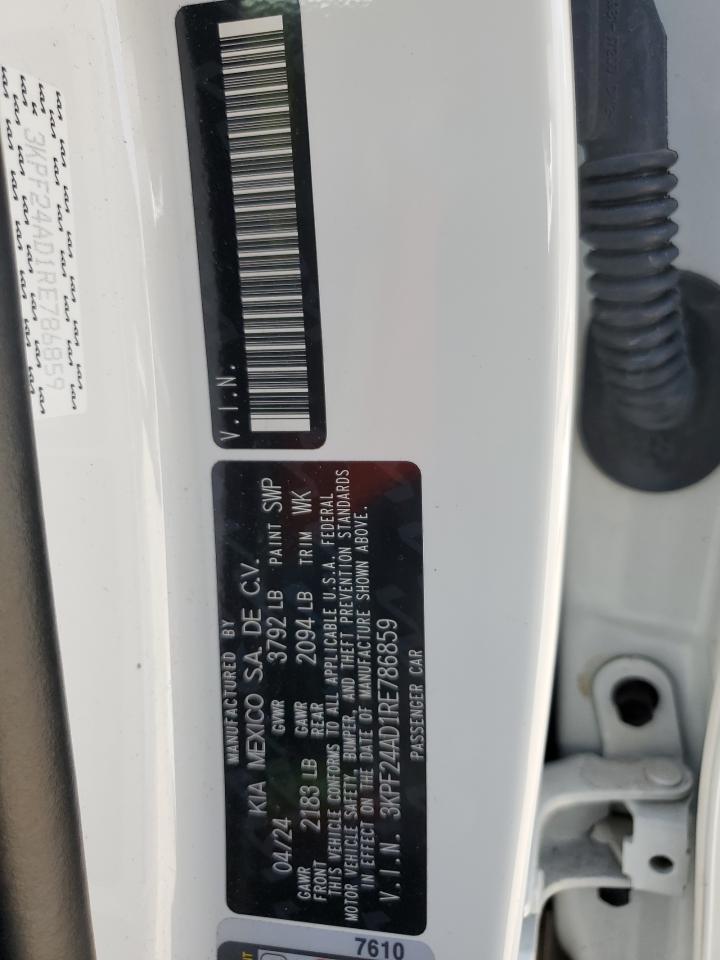 3KPF24AD1RE786859
V.I.N.
MANUFACTURED BY
KIA MEXICO S.A. DE C.V.
04/24 GVWR 3792 LB PAINT SWP
GAWR FRONT 2183 LB GAWR REAR 2094 LB TRIM WK
THIS VEHICLE CONFORMS TO ALL APPLICABLE U.S.A. FEDERAL
MOTOR VEHICLE SAFETY, BUMPER, AND THEFT PREVENTION STANDARDS
IN EFFECT ON THE DATE OF MANUFACTURE SHOWN ABOVE.
V.I.N. 3KPF24AD1RE786859
PASSENGER CAR
7610